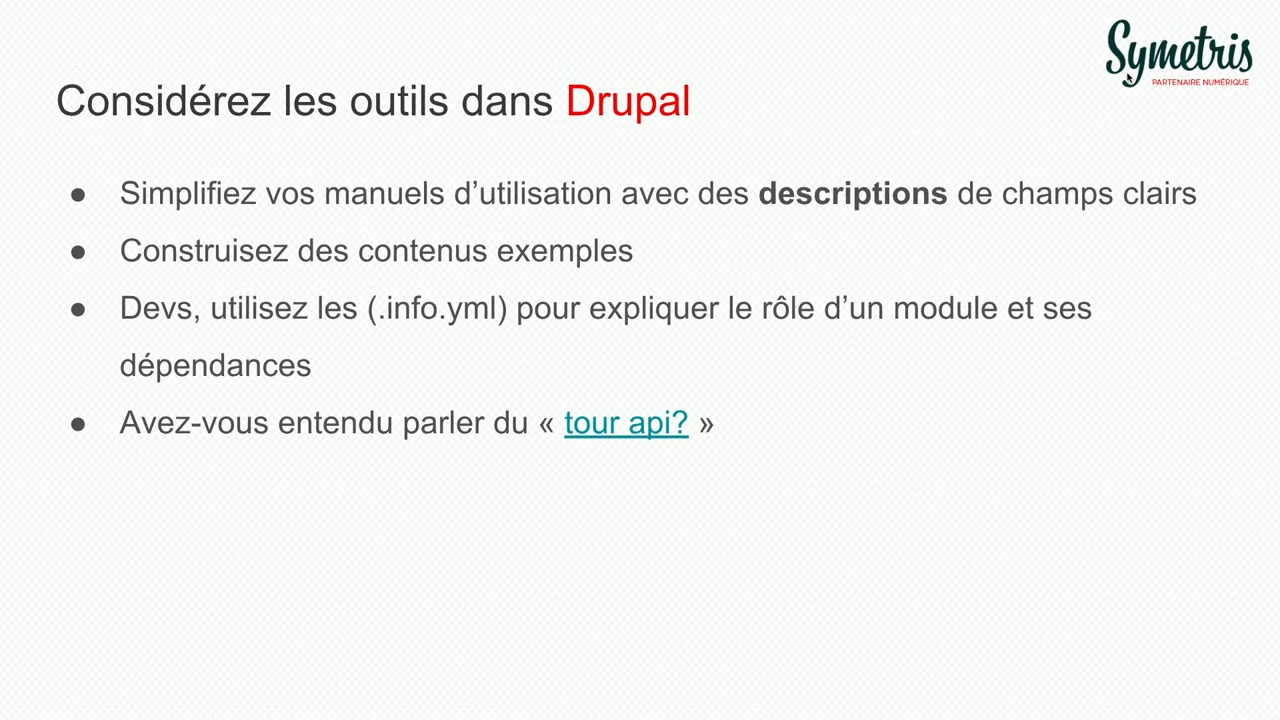 Symetris
PARTENAIRE NUMÉRIQUE
Considérez les outils dans Drupal
● Simplifiez vos manuels d’utilisation avec des descriptions de champs clairs
● Construisez des contenus exemples
● Devs, utilisez les (.info.yml) pour expliquer le rôle d’un module et ses
dépendances
● Avez-vous entendu parler du « tour api? »